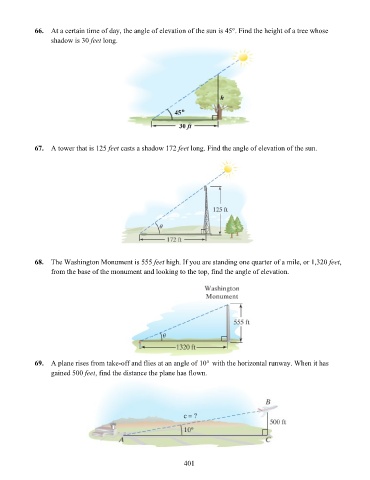 66. At a certain time of day, the angle of elevation of the sun is 45°. Find the height of a tree whose
shadow is 30 feet long.
h
45°
30 ft
67. A tower that is 125 feet casts a shadow 172 feet long. Find the angle of elevation of the sun.
125 ft
θ
172 ft
68. The Washington Monument is 555 feet high. If you are standing one quarter of a mile, or 1,320 feet,
from the base of the monument and looking to the top, find the angle of elevation.
Washington
Monument
555 ft
θ
1320 ft
69. A plane rises from take-off and flies at an angle of 10° with the horizontal runway. When it has
gained 500 feet, find the distance the plane has flown.
B
c = ?
500 ft
10°
A
C
401